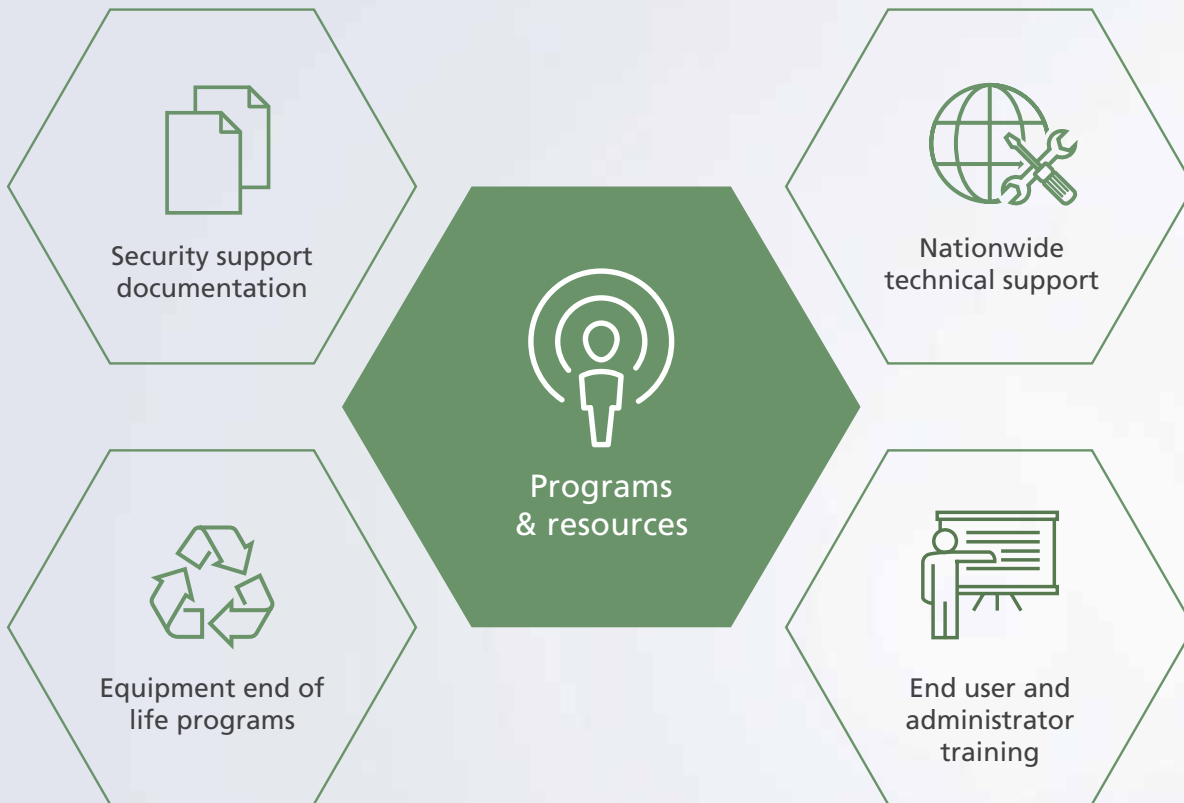 Security support
documentation
Nationwide
technical support
Programs
& resources
Equipment end of
life programs
End user and
administrator
training